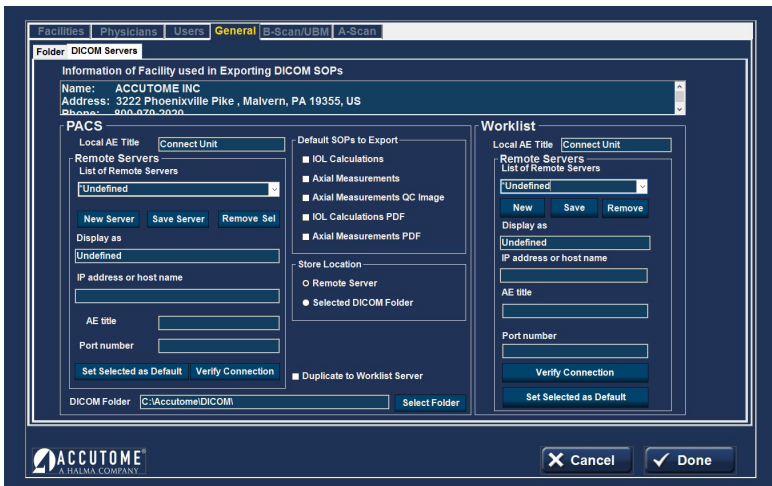 Facilities Physicians Users General B-Scan/UBM A-Scan
Folder DICOM Servers
Information of Facility used in Exporting DICOM SOPs
Name: ACCUTOME INC
Address: 3222 Phoenixville Pike , Malvern, PA 19355, US
Phone: 800-979-2020
PACS
Local AE Title Connect Unit
Remote Servers
List of Remote Servers
*Undefined
New Server Save Server Remove Sel
Display as
Undefined
IP address or host name
AE title
Port number
Set Selected as Default Verify Connection
DICOM Folder C:\Accutome\DICOM\ Select Folder
Default SOPs to Export
IOL Calculations
Axial Measurements
Axial Measurements QC Image
IOL Calculations PDF
Axial Measurements PDF
Store Location
Remote Server
Selected DICOM Folder
Duplicate to Worklist Server
Worklist
Local AE Title Connect Unit
Remote Servers
List of Remote Servers
*Undefined
New Save Remove
Display as
Undefined
IP address or host name
AE title
Port number
Verify Connection
Set Selected as Default
ACCUTOME®
A HALMA COMPANY
Cancel Done